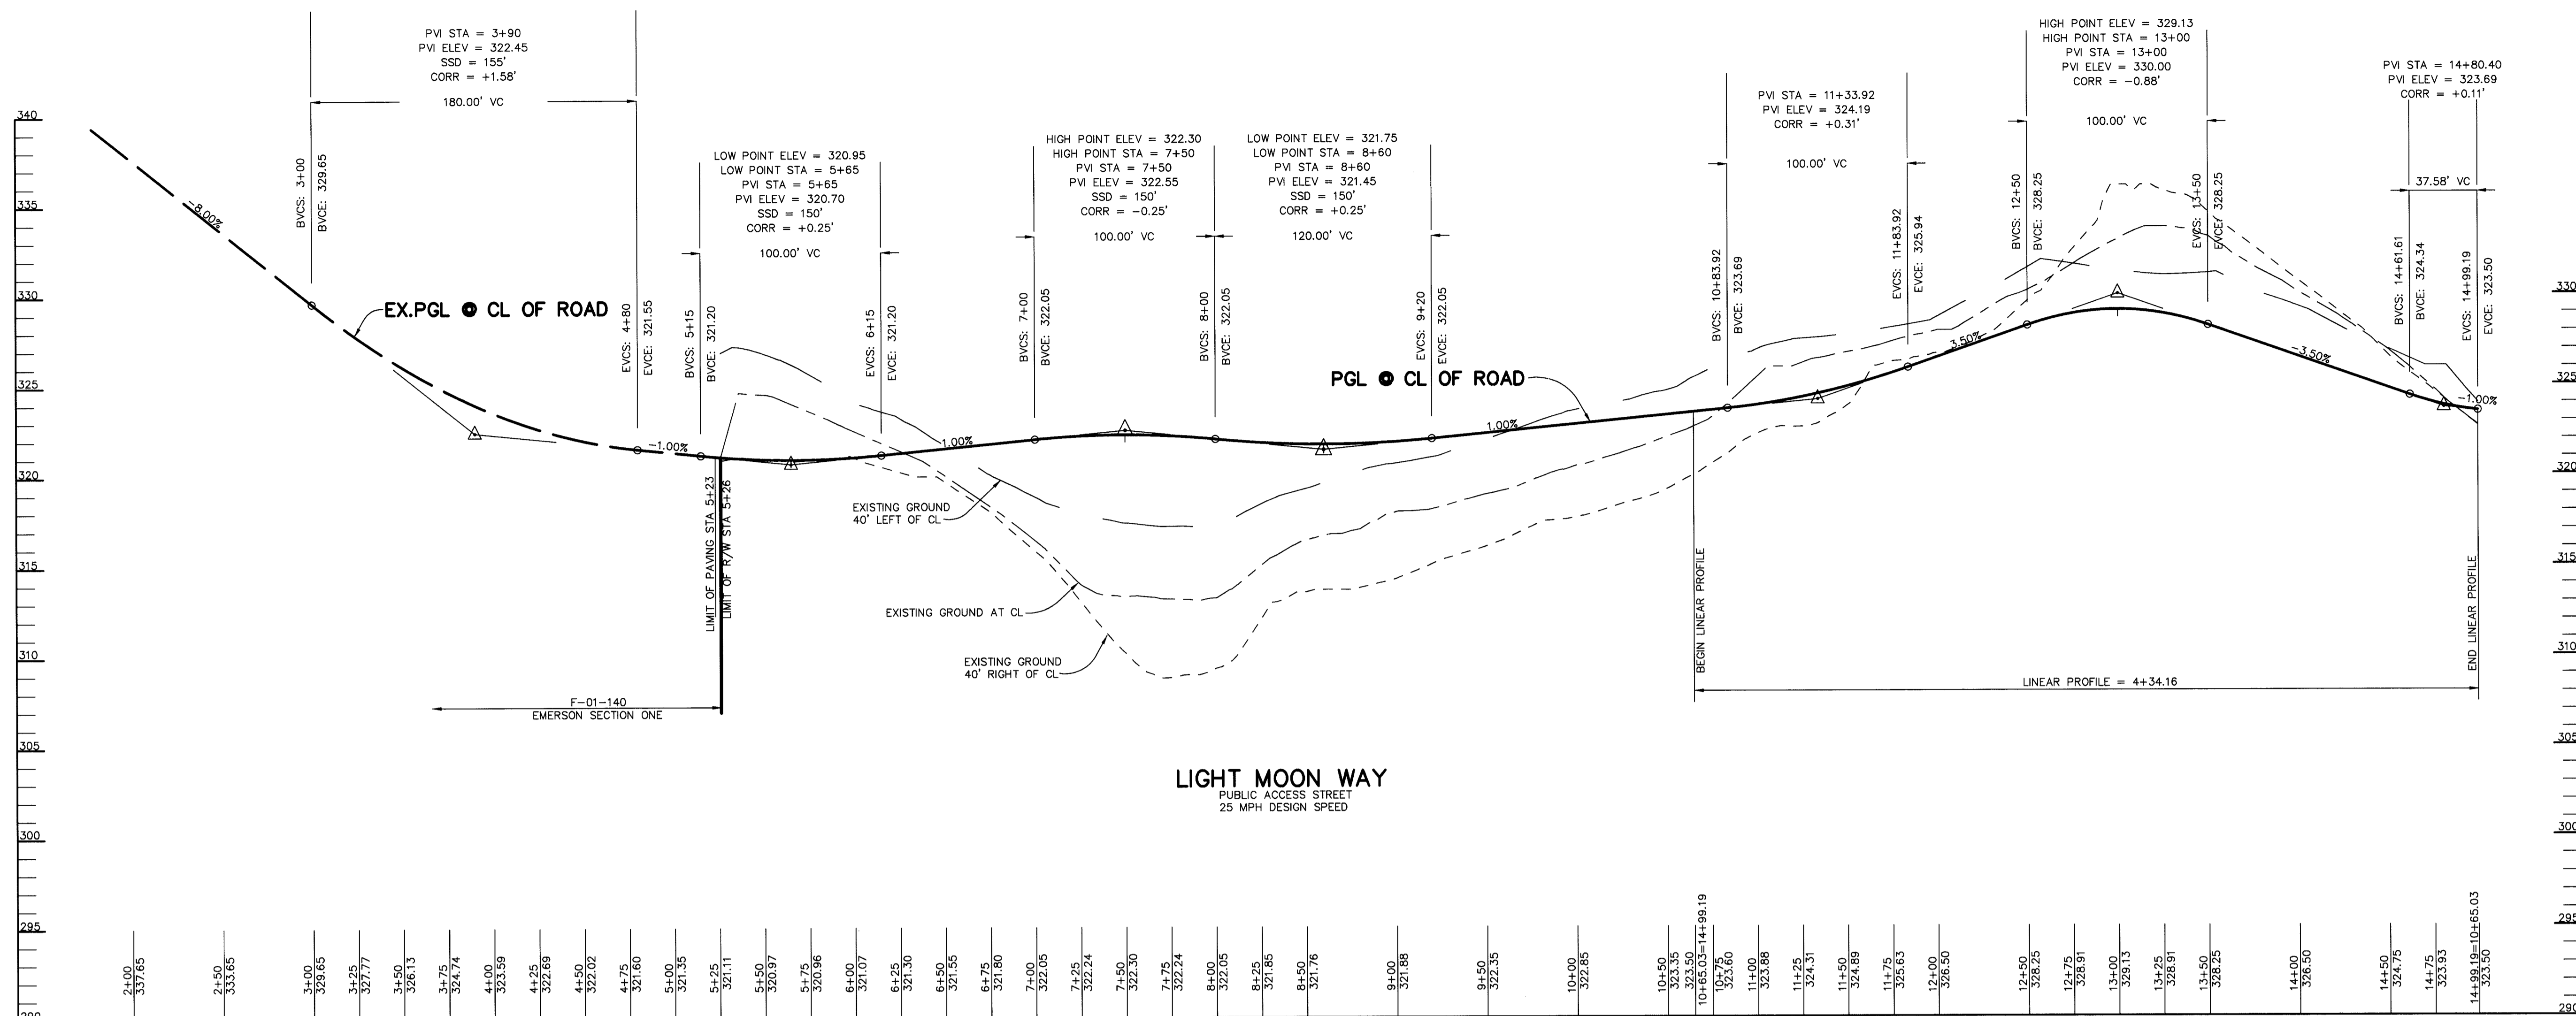 PVI STA = 3+90
PVI ELEV = 322.45
SSD = 155'
CORR = +1.58'
180.00' VC
BVCS: 3+00
BVCE: 329.65
EVCS: 4+80
EVCE: 321.55
LOW POINT ELEV = 320.95
LOW POINT STA = 5+65
PVI STA = 5+65
PVI ELEV = 320.70
SSD = 150'
CORR = +0.25'
100.00' VC
BVCS: 5+15
BVCE: 321.20
EVCS: 6+15
EVCE: 321.20
HIGH POINT ELEV = 322.30
HIGH POINT STA = 7+50
PVI STA = 7+50
PVI ELEV = 322.55
SSD = 150'
CORR = -0.25'
100.00' VC
BVCS: 7+00
BVCE: 322.05
LOW POINT ELEV = 321.75
LOW POINT STA = 8+60
PVI STA = 8+60
PVI ELEV = 321.45
SSD = 150'
CORR = +0.25'
120.00' VC
BVCS: 8+00
BVCE: 322.05
EVCS: 9+20
EVCE: 322.05
PVI STA = 11+33.92
PVI ELEV = 324.19
CORR = +0.31'
100.00' VC
BVCS: 10+83.92
BVCE: 323.69
EVCS: 11+83.92
EVCE: 325.94
HIGH POINT ELEV = 329.13
HIGH POINT STA = 13+00
PVI STA = 13+00
PVI ELEV = 330.00
CORR = -0.88'
100.00' VC
BVCS: 12+50
BVCE: 328.25
EVCS: 13+50
EVCE: 328.25
PVI STA = 14+80.40
PVI ELEV = 323.69
CORR = +0.11'
37.58' VC
BVCS: 14+61.61
BVCE: 324.34
EVCS: 14+99.19
EVCE: 323.50
340
335
330
325
320
315
310
305
300
295
290
-8.00%
EX.PGL @ CL OF ROAD
-1.00%
1.00%
1.00%
PGL @ CL OF ROAD
3.50%
-3.50%
-1.00%
LIMIT OF PAVING STA 5+23
LIMIT OF R/W STA 5+26
EXISTING GROUND
40' LEFT OF CL
EXISTING GROUND AT CL
EXISTING GROUND
40' RIGHT OF CL
BEGIN LINEAR PROFILE
END LINEAR PROFILE
LINEAR PROFILE = 4+34.16
F-01-140
EMERSON SECTION ONE
330
325
320
315
310
305
300
295
290
LIGHT MOON WAY
PUBLIC ACCESS STREET
25 MPH DESIGN SPEED
2+00
337.65
2+50
333.65
3+00
329.65
3+25
327.77
3+50
326.13
3+75
324.74
4+00
323.59
4+25
322.69
4+50
322.02
4+75
321.60
5+00
321.35
5+25
321.11
5+50
320.97
5+75
320.96
6+00
321.07
6+25
321.30
6+50
321.55
6+75
321.80
7+00
322.05
7+25
322.24
7+50
322.30
7+75
322.24
8+00
322.05
8+25
321.85
8+50
321.76
9+00
321.88
9+50
322.35
10+00
322.85
10+50
323.35
323.50
10+65.03=14+99.19
10+75
323.60
11+00
323.88
11+25
324.31
11+50
324.89
11+75
325.63
12+00
326.50
12+50
328.25
12+75
328.91
13+00
329.13
13+25
328.91
13+50
328.25
14+00
326.50
14+50
324.75
14+75
323.93
14+99.19=10+65.03
323.50